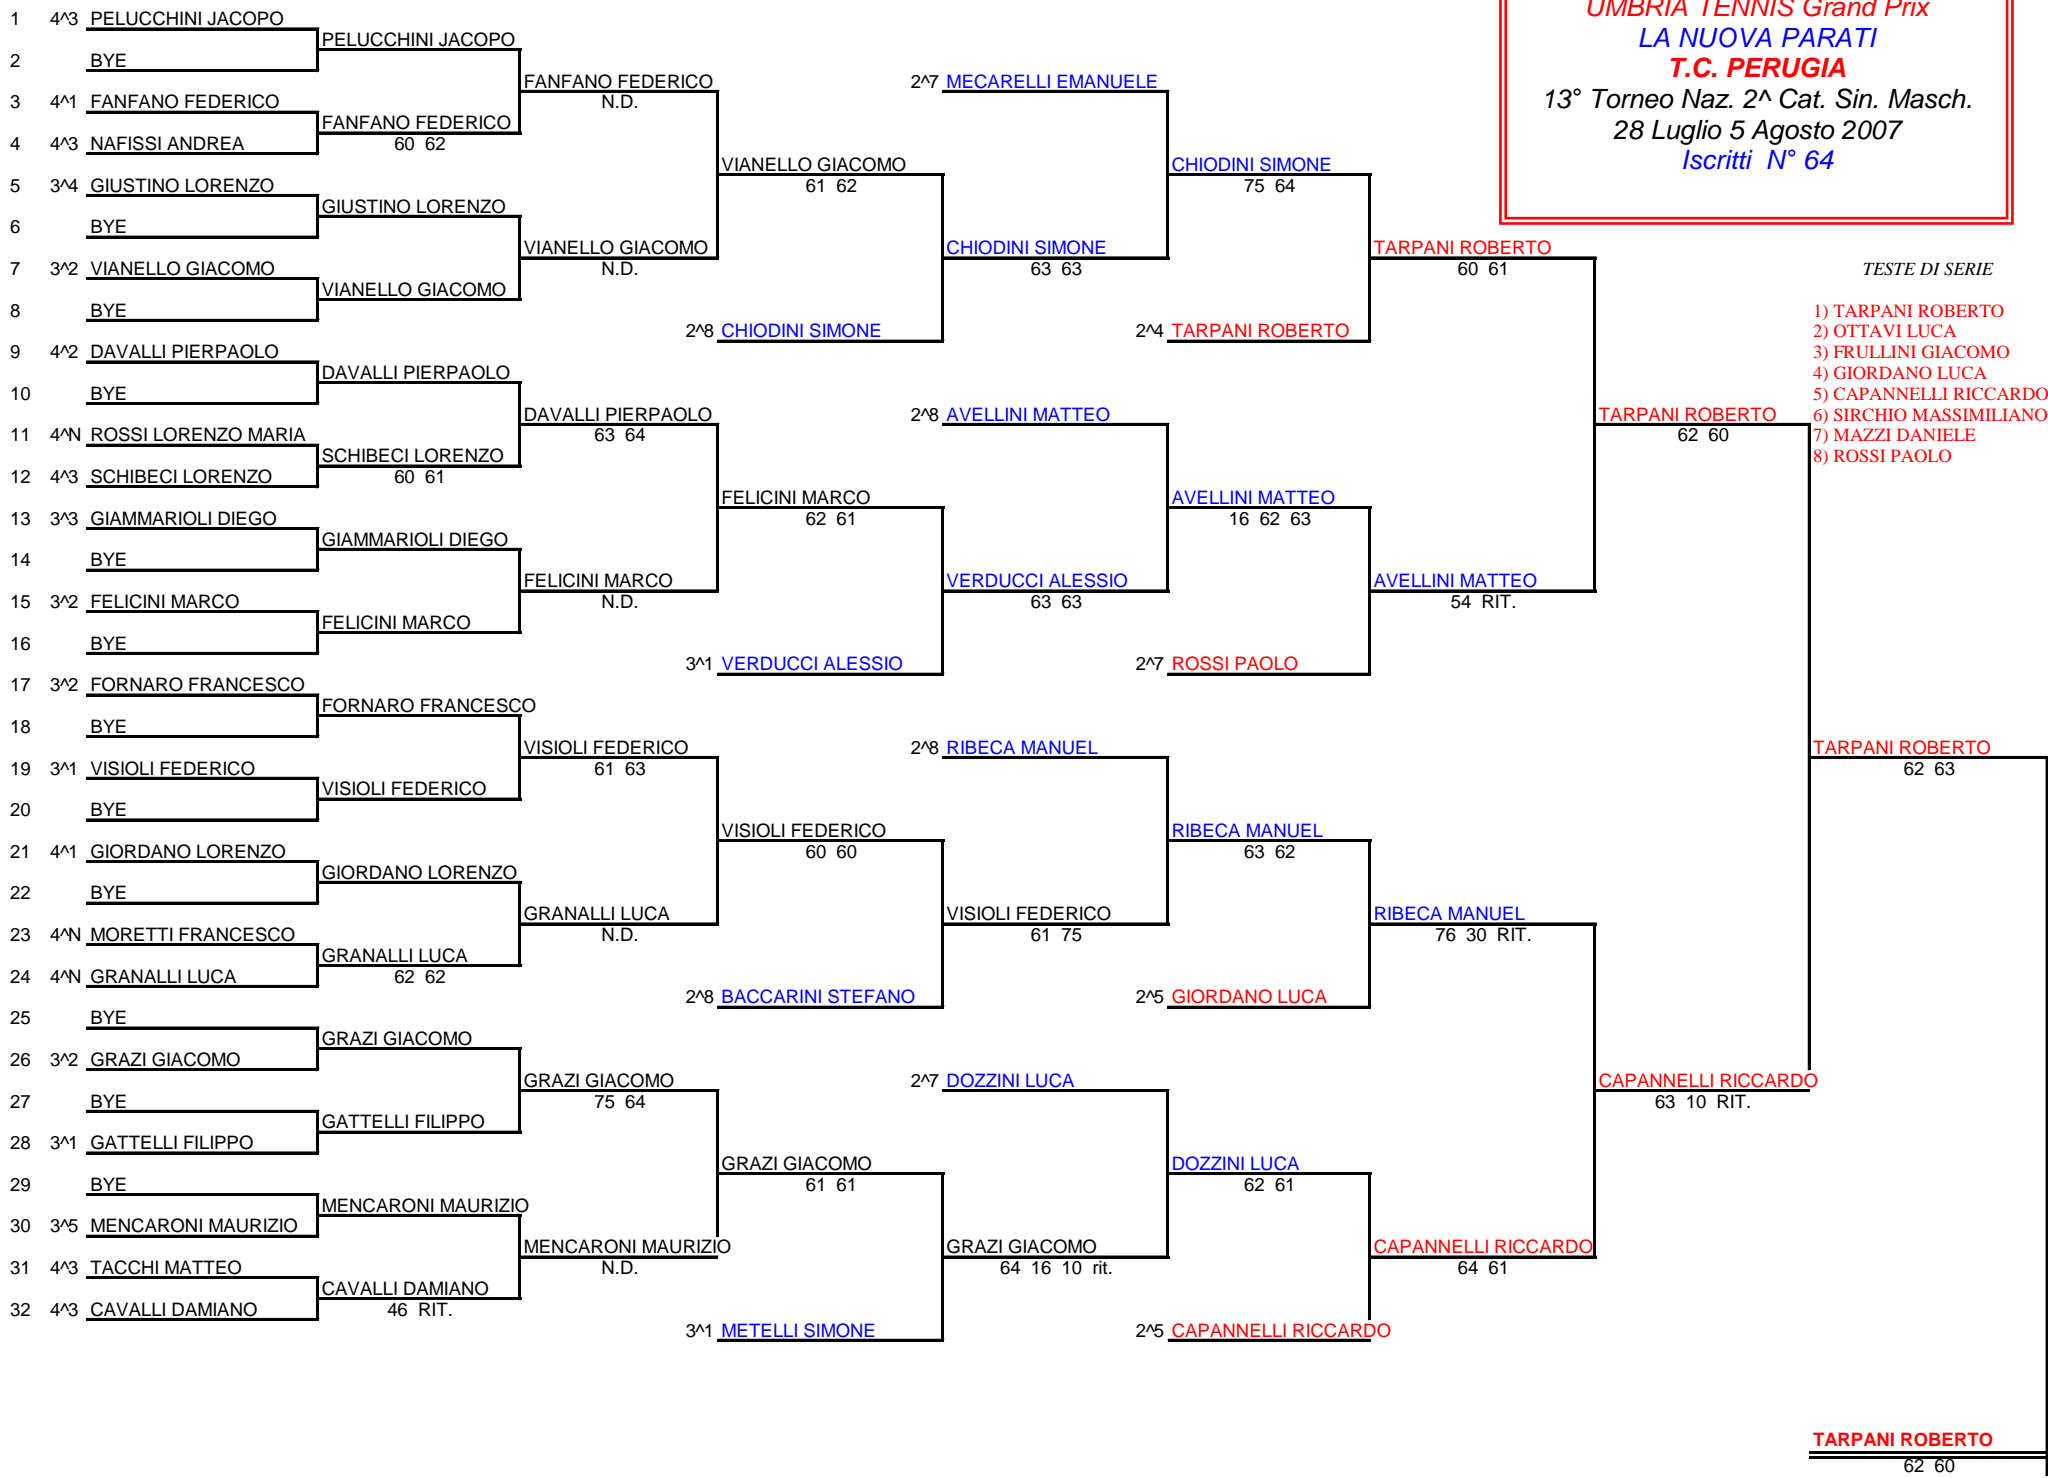 UMBRIA TENNIS Grand Prix
LA NUOVA PARATI
T.C. PERUGIA
13° Torneo Naz. 2^ Cat. Sin. Masch.
28 Luglio 5 Agosto 2007
Iscritti N° 64
TESTE DI SERIE
1) TARPANI ROBERTO
2) OTTAVI LUCA
3) FRULLINI GIACOMO
4) GIORDANO LUCA
5) CAPANNELLI RICCARDO
6) SIRCHIO MASSIMILIANO
7) MAZZI DANIELE
8) ROSSI PAOLO
1 4^3 PELUCCHINI JACOPO
2 BYE
3 4^1 FANFANO FEDERICO
4 4^3 NAFISSI ANDREA
5 3^4 GIUSTINO LORENZO
6 BYE
7 3^2 VIANELLO GIACOMO
8 BYE
9 4^2 DAVALLI PIERPAOLO
10 BYE
11 4^N ROSSI LORENZO MARIA
12 4^3 SCHIBECI LORENZO
13 3^3 GIAMMARIOLI DIEGO
14 BYE
15 3^2 FELICINI MARCO
16 BYE
17 3^2 FORNARO FRANCESCO
18 BYE
19 3^1 VISIOLI FEDERICO
20 BYE
21 4^1 GIORDANO LORENZO
22 BYE
23 4^N MORETTI FRANCESCO
24 4^N GRANALLI LUCA
25 BYE
26 3^2 GRAZI GIACOMO
27 BYE
28 3^1 GATTELLI FILIPPO
29 BYE
30 3^5 MENCARONI MAURIZIO
31 4^3 TACCHI MATTEO
32 4^3 CAVALLI DAMIANO
PELUCCHINI JACOPO
FANFANO FEDERICO
60 62
GIUSTINO LORENZO
VIANELLO GIACOMO
DAVALLI PIERPAOLO
SCHIBECI LORENZO
60 61
GIAMMARIOLI DIEGO
FELICINI MARCO
FORNARO FRANCESCO
VISIOLI FEDERICO
GIORDANO LORENZO
GRANALLI LUCA
62 62
GRAZI GIACOMO
GATTELLI FILIPPO
MENCARONI MAURIZIO
CAVALLI DAMIANO
46 RIT.
FANFANO FEDERICO
N.D.
VIANELLO GIACOMO
N.D.
DAVALLI PIERPAOLO
63 64
FELICINI MARCO
N.D.
VISIOLI FEDERICO
61 63
GRANALLI LUCA
N.D.
GRAZI GIACOMO
75 64
MENCARONI MAURIZIO
N.D.
VIANELLO GIACOMO
61 62
2^8 CHIODINI SIMONE
FELICINI MARCO
62 61
3^1 VERDUCCI ALESSIO
VISIOLI FEDERICO
60 60
2^8 BACCARINI STEFANO
GRAZI GIACOMO
61 61
3^1 METELLI SIMONE
2^7 MECARELLI EMANUELE
CHIODINI SIMONE
63 63
2^8 AVELLINI MATTEO
VERDUCCI ALESSIO
63 63
2^8 RIBECA MANUEL
VISIOLI FEDERICO
61 75
2^7 DOZZINI LUCA
GRAZI GIACOMO
64 16 10 rit.
CHIODINI SIMONE
75 64
2^4 TARPANI ROBERTO
AVELLINI MATTEO
16 62 63
2^7 ROSSI PAOLO
RIBECA MANUEL
63 62
2^5 GIORDANO LUCA
DOZZINI LUCA
62 61
2^5 CAPANNELLI RICCARDO
TARPANI ROBERTO
60 61
AVELLINI MATTEO
54 RIT.
RIBECA MANUEL
76 30 RIT.
CAPANNELLI RICCARDO
64 61
TARPANI ROBERTO
62 60
CAPANNELLI RICCARDO
63 10 RIT.
TARPANI ROBERTO
62 63
TARPANI ROBERTO
62 60